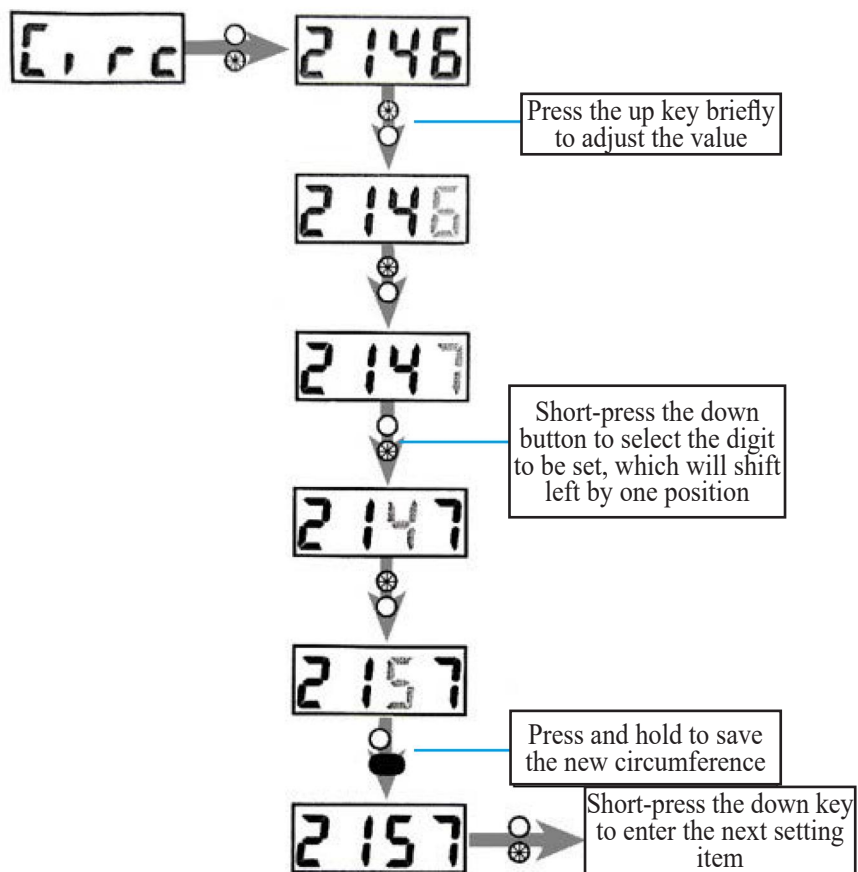 Circ
2146
Press the up key briefly
to adjust the value
2146
2147
Short-press the down
button to select the digit
to be set, which will shift
left by one position
2147
2157
Press and hold to save
the new circumference
2157
Short-press the down key
to enter the next setting
item